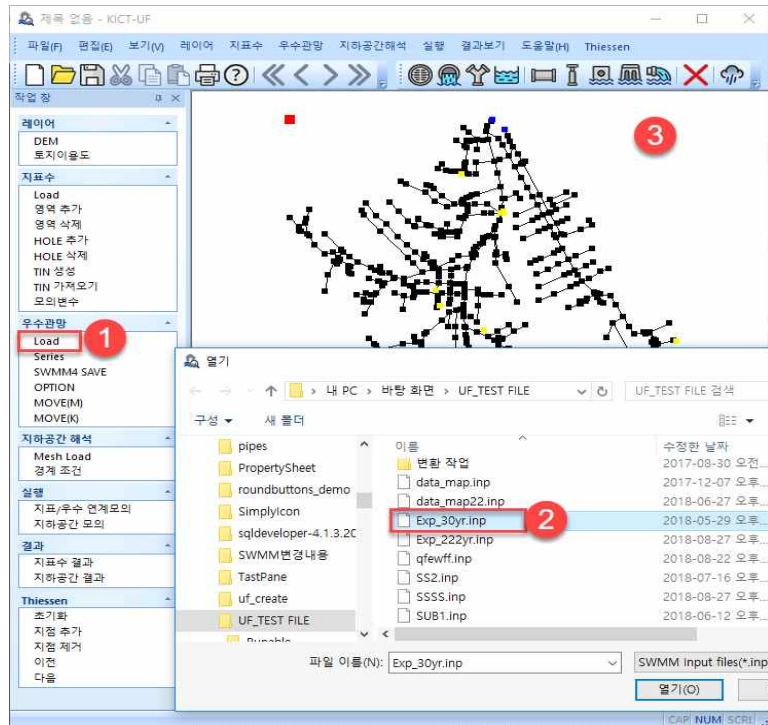 제목 없음 - KICT-UF
파일(F) 편집(E) 보기(V) 레이어 지표수 우수관망 지하공간해석 실행 결과보기 도움말(H) Thiessen
작업 창
레이어
DEM
토지이용도
지표수
Load
영역 추가
영역 삭제
HOLE 추가
HOLE 삭제
TIN 생성
TIN 가져오기
모의변수
우수관망
Load
Series
SWMM4 SAVE
OPTION
MOVE(M)
MOVE(K)
지하공간 해석
Mesh Load
경계 조건
실행
지표/우수 연계모의
지하공간 모의
결과
지표수 결과
지하공간 결과
Thiessen
초기화
지점 추가
지점 제거
이전
다음
1
3
열기
내 PC > 바탕 화면 > UF_TEST FILE
UF_TEST FILE 검색
구성 새 폴더
pipes
PropertySheet
roundbuttons_demo
SimplyIcon
sqldeveloper-4.1.3.20
SWMM변경내용
TastPane
uf_create
UF_TEST FILE
이름 수정한 날짜
변환 작업 2017-08-30 오전...
data_map.inp 2017-12-07 오후...
data_map22.inp 2018-06-27 오후...
Exp_30yr.inp 2018-05-29 오후...
2
Exp_222yr.inp 2018-08-27 오후...
qfewff.inp 2018-08-22 오후...
SS2.inp 2018-07-16 오후...
SSSS.inp 2018-08-27 오후...
SUB1.inp 2018-06-12 오후...
파일 이름(N): Exp_30yr.inp
SWMM Input files(*.inp
열기(O)
CAP NUM SCRL